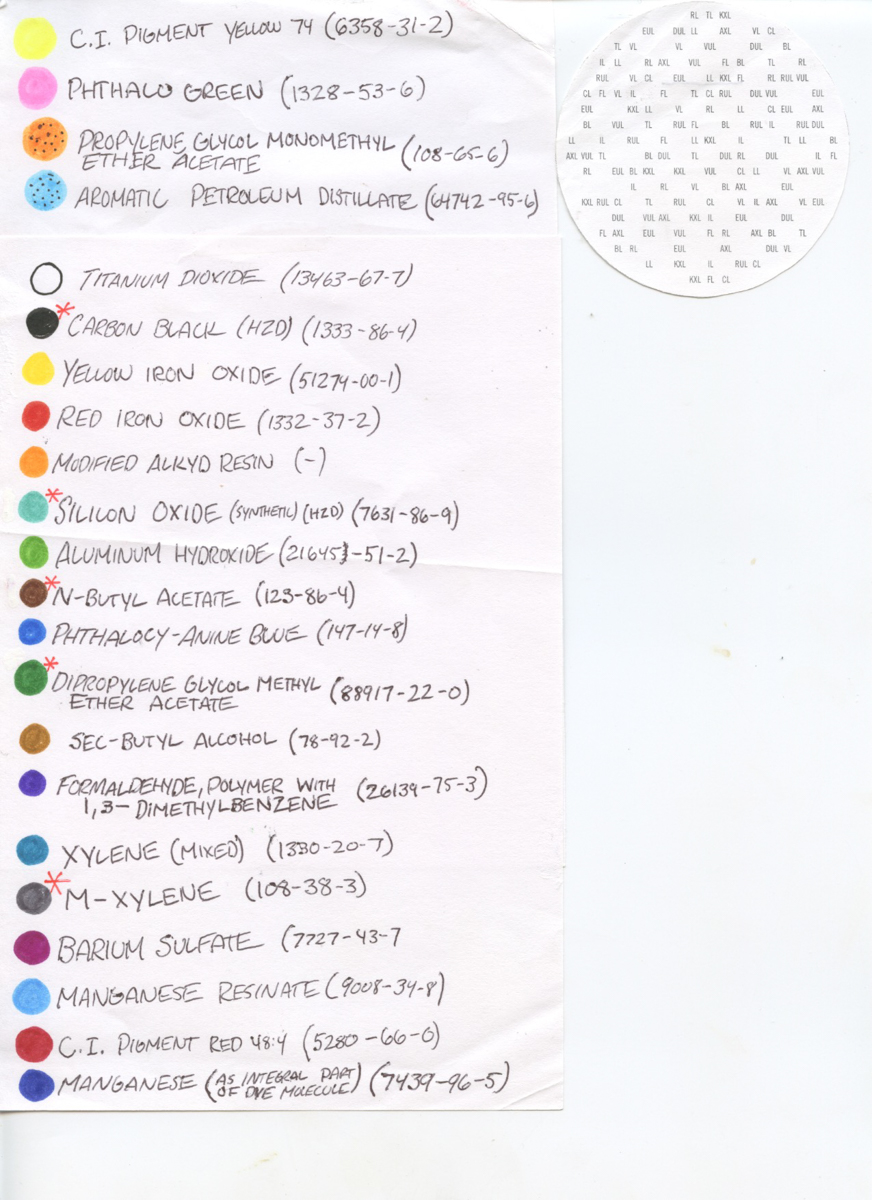 C.I. PIGMENT YELLOW 74 (6358-31-2)
PHTHALO GREEN (1328-53-6)
PROPYLENE GLYCOL MONOMETHYL
ETHER ACETATE (108-65-6)
AROMATIC PETROLEUM DISTILLATE (64742-95-6)
TITANIUM DIOXIDE (13463-67-7)
* CARBON BLACK (HZD) (1333-86-4)
YELLOW IRON OXIDE (51274-00-1)
RED IRON OXIDE (1332-37-2)
MODIFIED ALKYD RESIN (-)
* SILILON OXIDE (SYNTHETIC) (HZD) (7631-86-9)
ALUMINUM HYDROXIDE (21645-51-2)
* N-BUTYL ACETATE (123-86-4)
PHTHALOCY-ANINE BLUE (147-14-8)
* DIPROPYLENE GLYCOL METHYL
ETHER ACETATE (88917-22-0)
SEC-BUTYL ALCOHOL (78-92-2)
FORMALDEHYDE, POLYMER WITH
1,3-DIMETHYLBENZENE (26139-75-3)
XYLENE (MIXED) (1330-20-7)
* M-XYLENE (108-38-3)
BARIUM SULFATE (7727-43-7
MANGANESE RESINATE (9008-34-8)
C.I. PIGMENT RED 48:4 (5280-66-0)
MANGANESE (AS INTEGRAL PART
OF DYE MOLECULE) (7439-96-5)
RL TL KXL
EUL DUL LL AXL VL CL
TL VL VL VUL DUL BL
IL LL RL AXL VUL FL BL TL RL
RUL VL CL EUL LL KXL FL RL RUL VUL
CL FL VL IL FL TL CL RUL DUL VUL EUL
EUL KXL LL VL RL LL CL EUL AXL
BL VUL TL RUL FL BL RUL IL RUL DUL
LL IL RUL FL LL KXL IL TL LL BL
AXL VUL TL BL DUL TL DUL RL DUL IL FL
RL EUL BL KXL KXL VUL CL LL VL AXL VUL
IL RL VL BL AXL EUL
KXL RUL CL TL RUL CL VL IL AXL VL EUL
DUL VUL AXL KXL IL EUL DUL
FL AXL EUL VUL FL RL AXL BL TL
BL RL EUL AXL DUL VL
LL KXL IL RUL CL
KXL FL CL